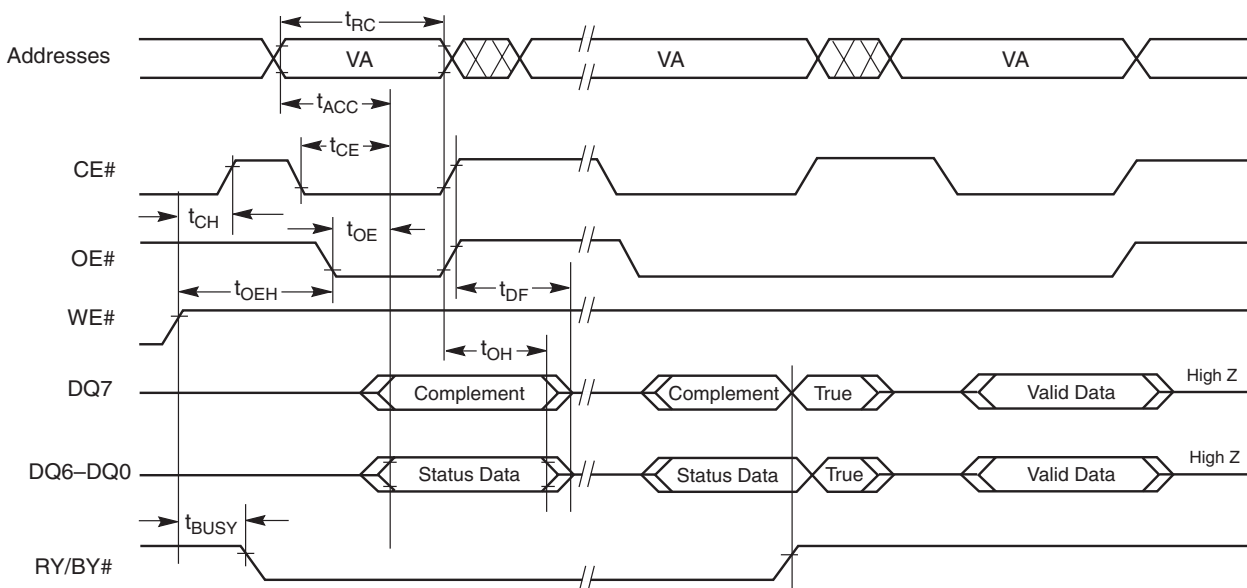 tRC
Addresses VA VA VA
tACC
tCE
CE#
tCH tOE
OE#
tOEH tDF
WE#
tOH
DQ7 Complement Complement True Valid Data High Z
DQ6–DQ0 Status Data Status Data True Valid Data High Z
tBUSY
RY/BY#